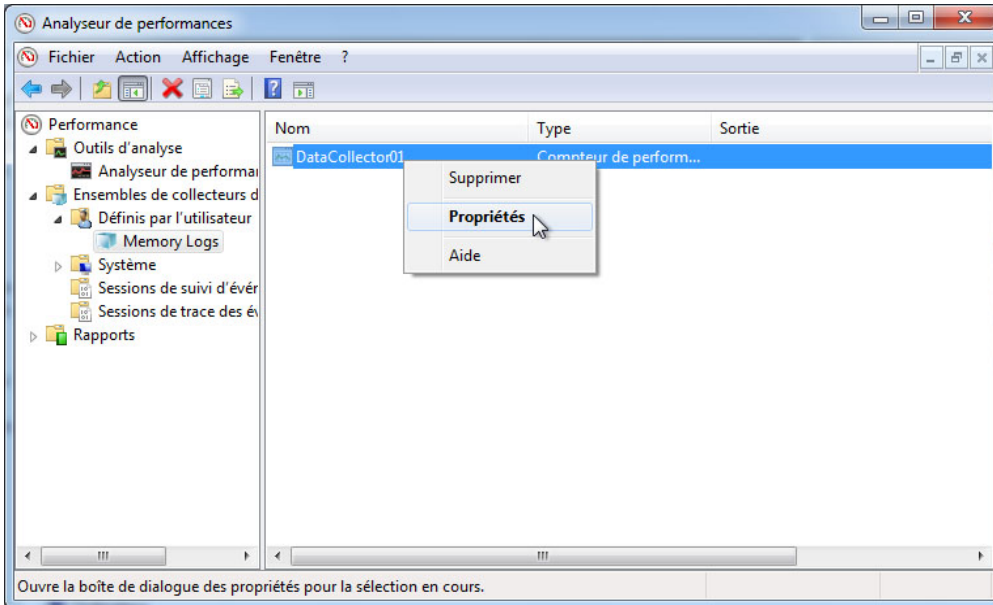 Analyseur de performances
Fichier Action Affichage Fenêtre ?
Performance
Outils d'analyse
Analyseur de performa
Ensembles de collecteurs d
Définis par l'utilisateur
Memory Logs
Système
Sessions de suivi d'évér
Sessions de trace des év
Rapports
Nom Type Sortie
DataCollector01 Compteur de perform...
Supprimer
Propriétés
Aide
Ouvre la boîte de dialogue des propriétés pour la sélection en cours.